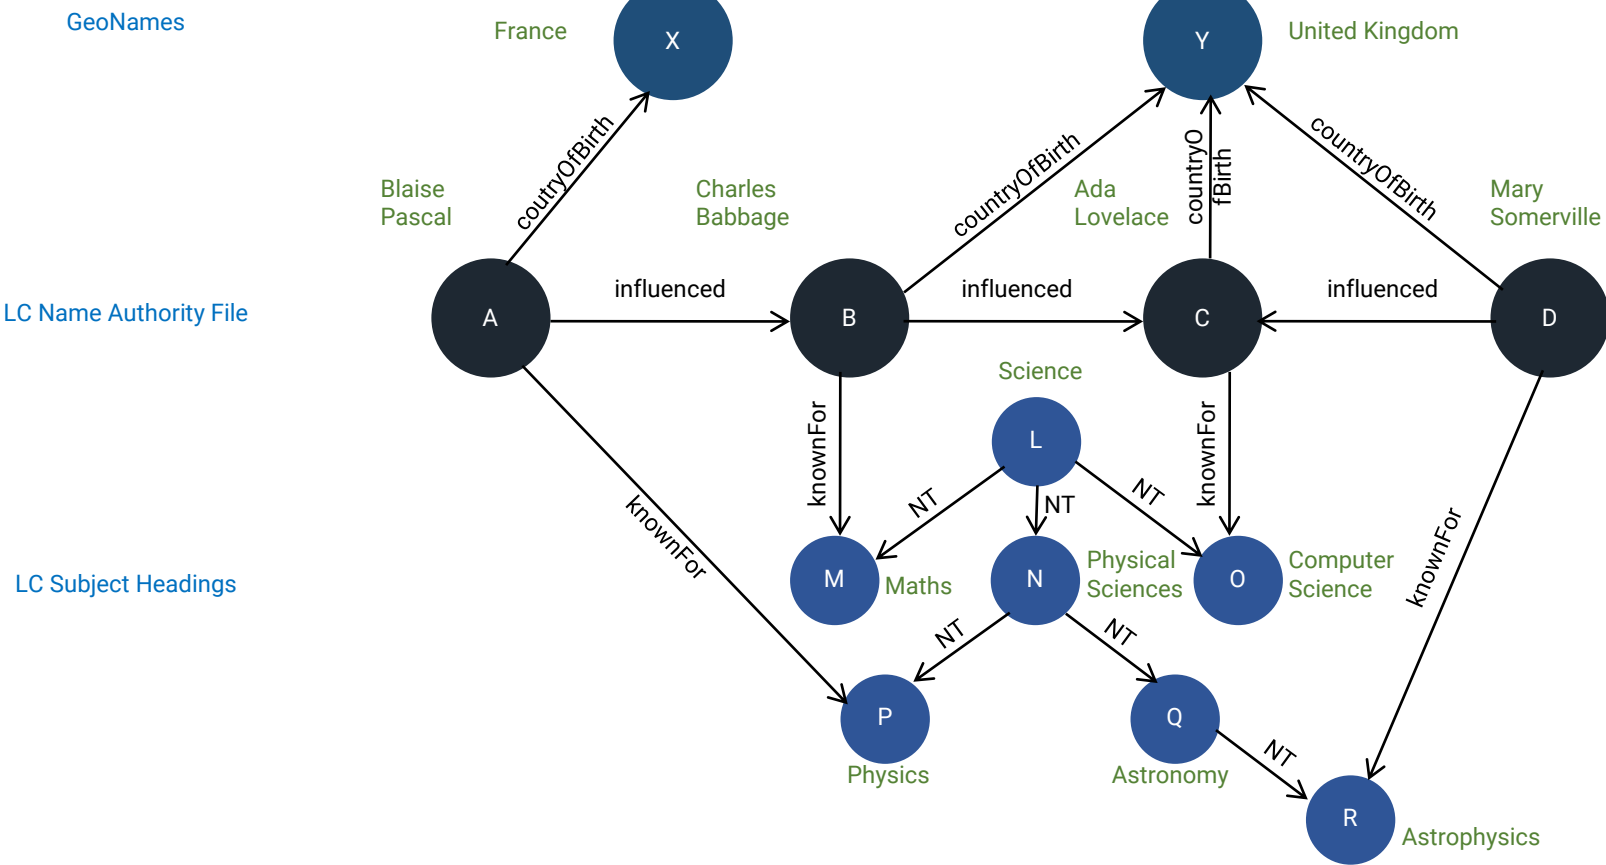 GeoNames
France
X
Y
United Kingdom
coutryOfBirth
countryOfBirth
countryO
fBirth
countryOfBirth
Blaise
Pascal
Charles
Babbage
Ada
Lovelace
Mary
Somerville
LC Name Authority File
A
influenced
B
influenced
C
influenced
D
Science
knownFor
L
knownFor
NT
NT
NT
knownFor
knownFor
LC Subject Headings
M
Maths
N
Physical
Sciences
O
Computer
Science
NT
NT
P
Physics
Q
Astronomy
NT
R
Astrophysics